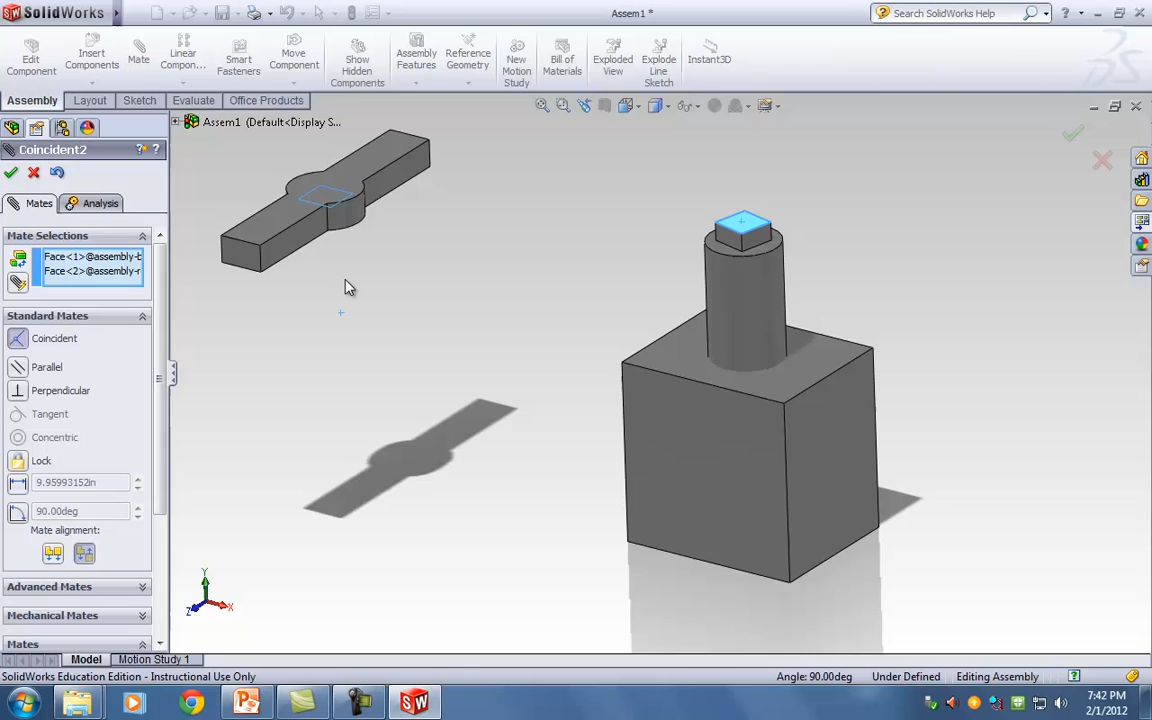 SolidWorks
Assem1 *
Search SolidWorks Help
Edit Component
Insert Components
Mate
Linear Compon...
Smart Fasteners
Move Component
Show Hidden Components
Assembly Features
Reference Geometry
New Motion Study
Bill of Materials
Exploded View
Explode Line Sketch
Instant3D
Assembly Layout Sketch Evaluate Office Products
Assem1 (Default<Display S...
Coincident2
Mates Analysis
Mate Selections
Face<1>@assembly-b
Face<2>@assembly-r
Standard Mates
Coincident
Parallel
Perpendicular
Tangent
Concentric
Lock
9.95993152in
90.00deg
Mate alignment:
Advanced Mates
Mechanical Mates
Mates
Y
Z X
Model Motion Study 1
SolidWorks Education Edition - Instructional Use Only
Angle: 90.00deg Under Defined Editing Assembly
7:42 PM
2/1/2012